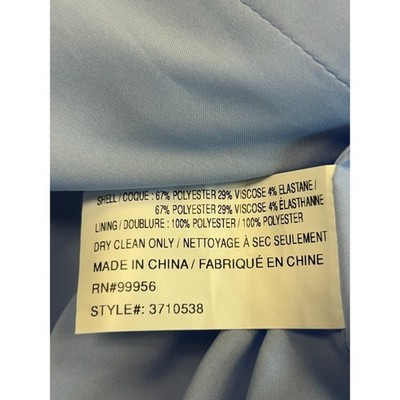 SHELL / COQUE : 67% POLYESTER 29% VISCOSE 4% ELASTANE /
67% POLYESTER 29% VISCOSE 4% ÉLASTHANNE
LINING / DOUBLURE : 100% POLYESTER / 100% POLYESTER
DRY CLEAN ONLY / NETTOYAGE À SEC SEULEMENT
MADE IN CHINA / FABRIQUÉ EN CHINE
RN#99956
STYLE#: 3710538